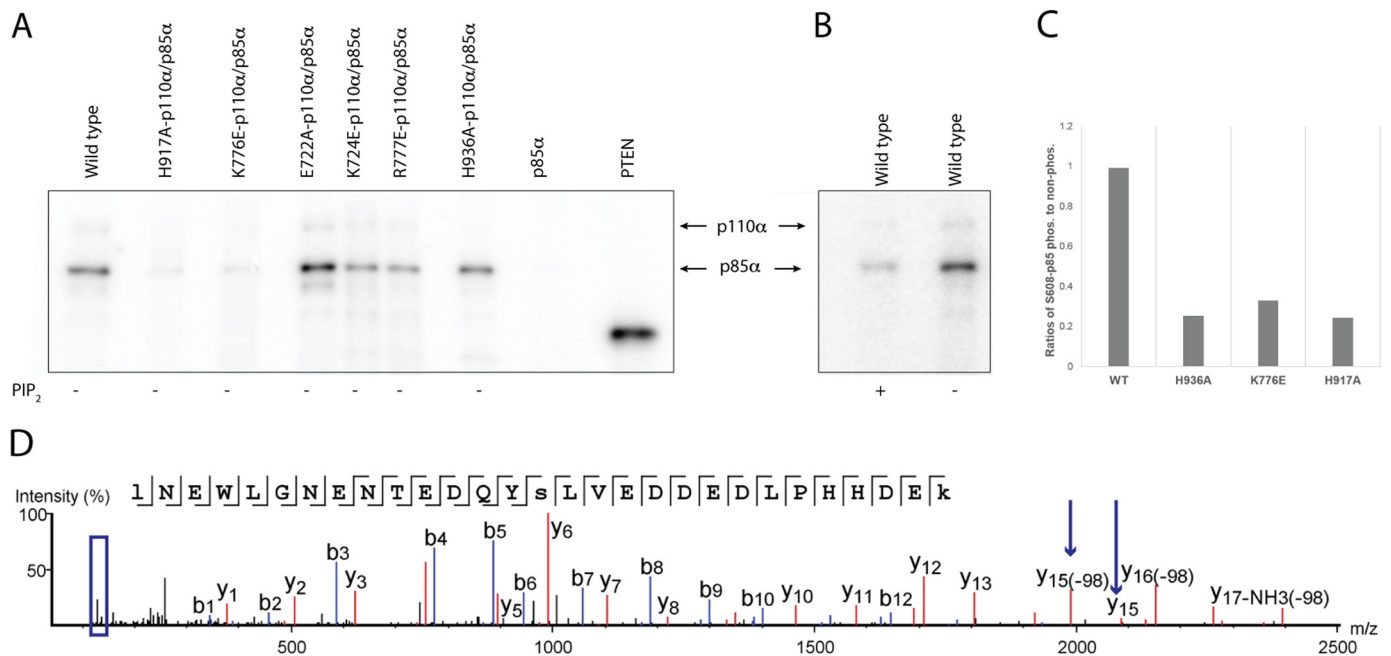 A
Wild type
H917A-p110α/p85α
K776E-p110α/p85α
E722A-p110α/p85α
K724E-p110α/p85α
R777E-p110α/p85α
H936A-p110α/p85α
p85α
PTEN
PIP2
- - - - - - -
p110α
p85α
B
Wild type
Wild type
+ -
C
Ratios of S608-p85 phos. to non-phos.
1.2
1
0.8
0.6
0.4
0.2
0
WT H936A K776E H917A
D
Intensity (%)
l N E W L G N E N T E D Q Y s L V E D D E D L P H H D E k
100
50
b1 y1 b2 y2 b3 y3 b4 b5 y5 b6 y6 b7 y7 b8 y8 b9 b10 y10 y11 b12 y12 y13 y15(-98) y15 y16(-98) y17-NH3(-98)
500 1000 1500 2000 2500 m/z